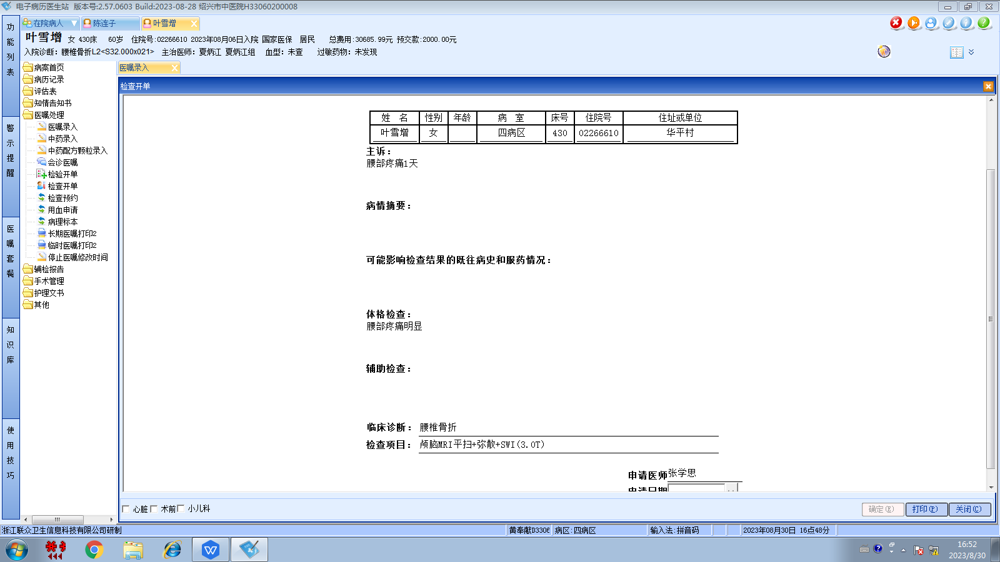 电子病历医生站 版本号:2.57.0603 Build:2023-08-28 绍兴市中医院H33060200008
在院病人 陈连子 叶雪增
叶雪增 女 430床 60岁 住院号:02266610 2023年08月06日入院 国家医保 居民 总费用:30685.99元 预交款:2000.00元
入院诊断: 腰椎骨折L2<S32.000x021> 主治医师: 夏炳江 夏炳江组 血型: 未查 过敏药物: 未发现
功能列表
警示提醒
医嘱套餐
知识库
使用技巧
病案首页
病历记录
评估表
知情告知书
医嘱处理
医嘱录入
中药录入
中药配方颗粒录入
会诊医嘱
检验开单
检查开单
检查预约
用血申请
病理标本
长期医嘱打印2
临时医嘱打印2
停止医嘱修改时间
辅检报告
手术管理
护理文书
其他
医嘱录入
检查开单
姓 名 性别 年龄 病 室 床号 住院号 住址或单位
叶雪增 女 四病区 430 02266610 华平村
主诉:
腰部疼痛1天
病情摘要:
可能影响检查结果的既往病史和服药情况:
体格检查:
腰部疼痛明显
辅助检查:
临床诊断: 腰椎骨折
检查项目: 颅脑MRI平扫+弥散+SWI(3.0T)
申请医师 张学思
申请日期
心脏 术前 小儿科
确定(E) 打印(P) 关闭(C)
浙江联众卫生信息科技有限公司研制 黄奉献D330E 病区:四病区 输入法:拼音码 2023年08月30日 16点48分
16:52
2023/8/30